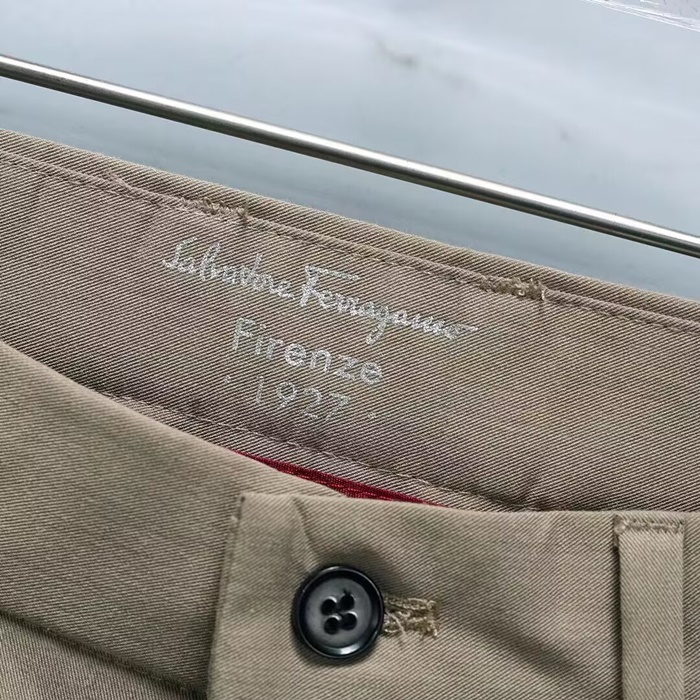 Salvatore Ferragamo
Firenze
· 1927 ·